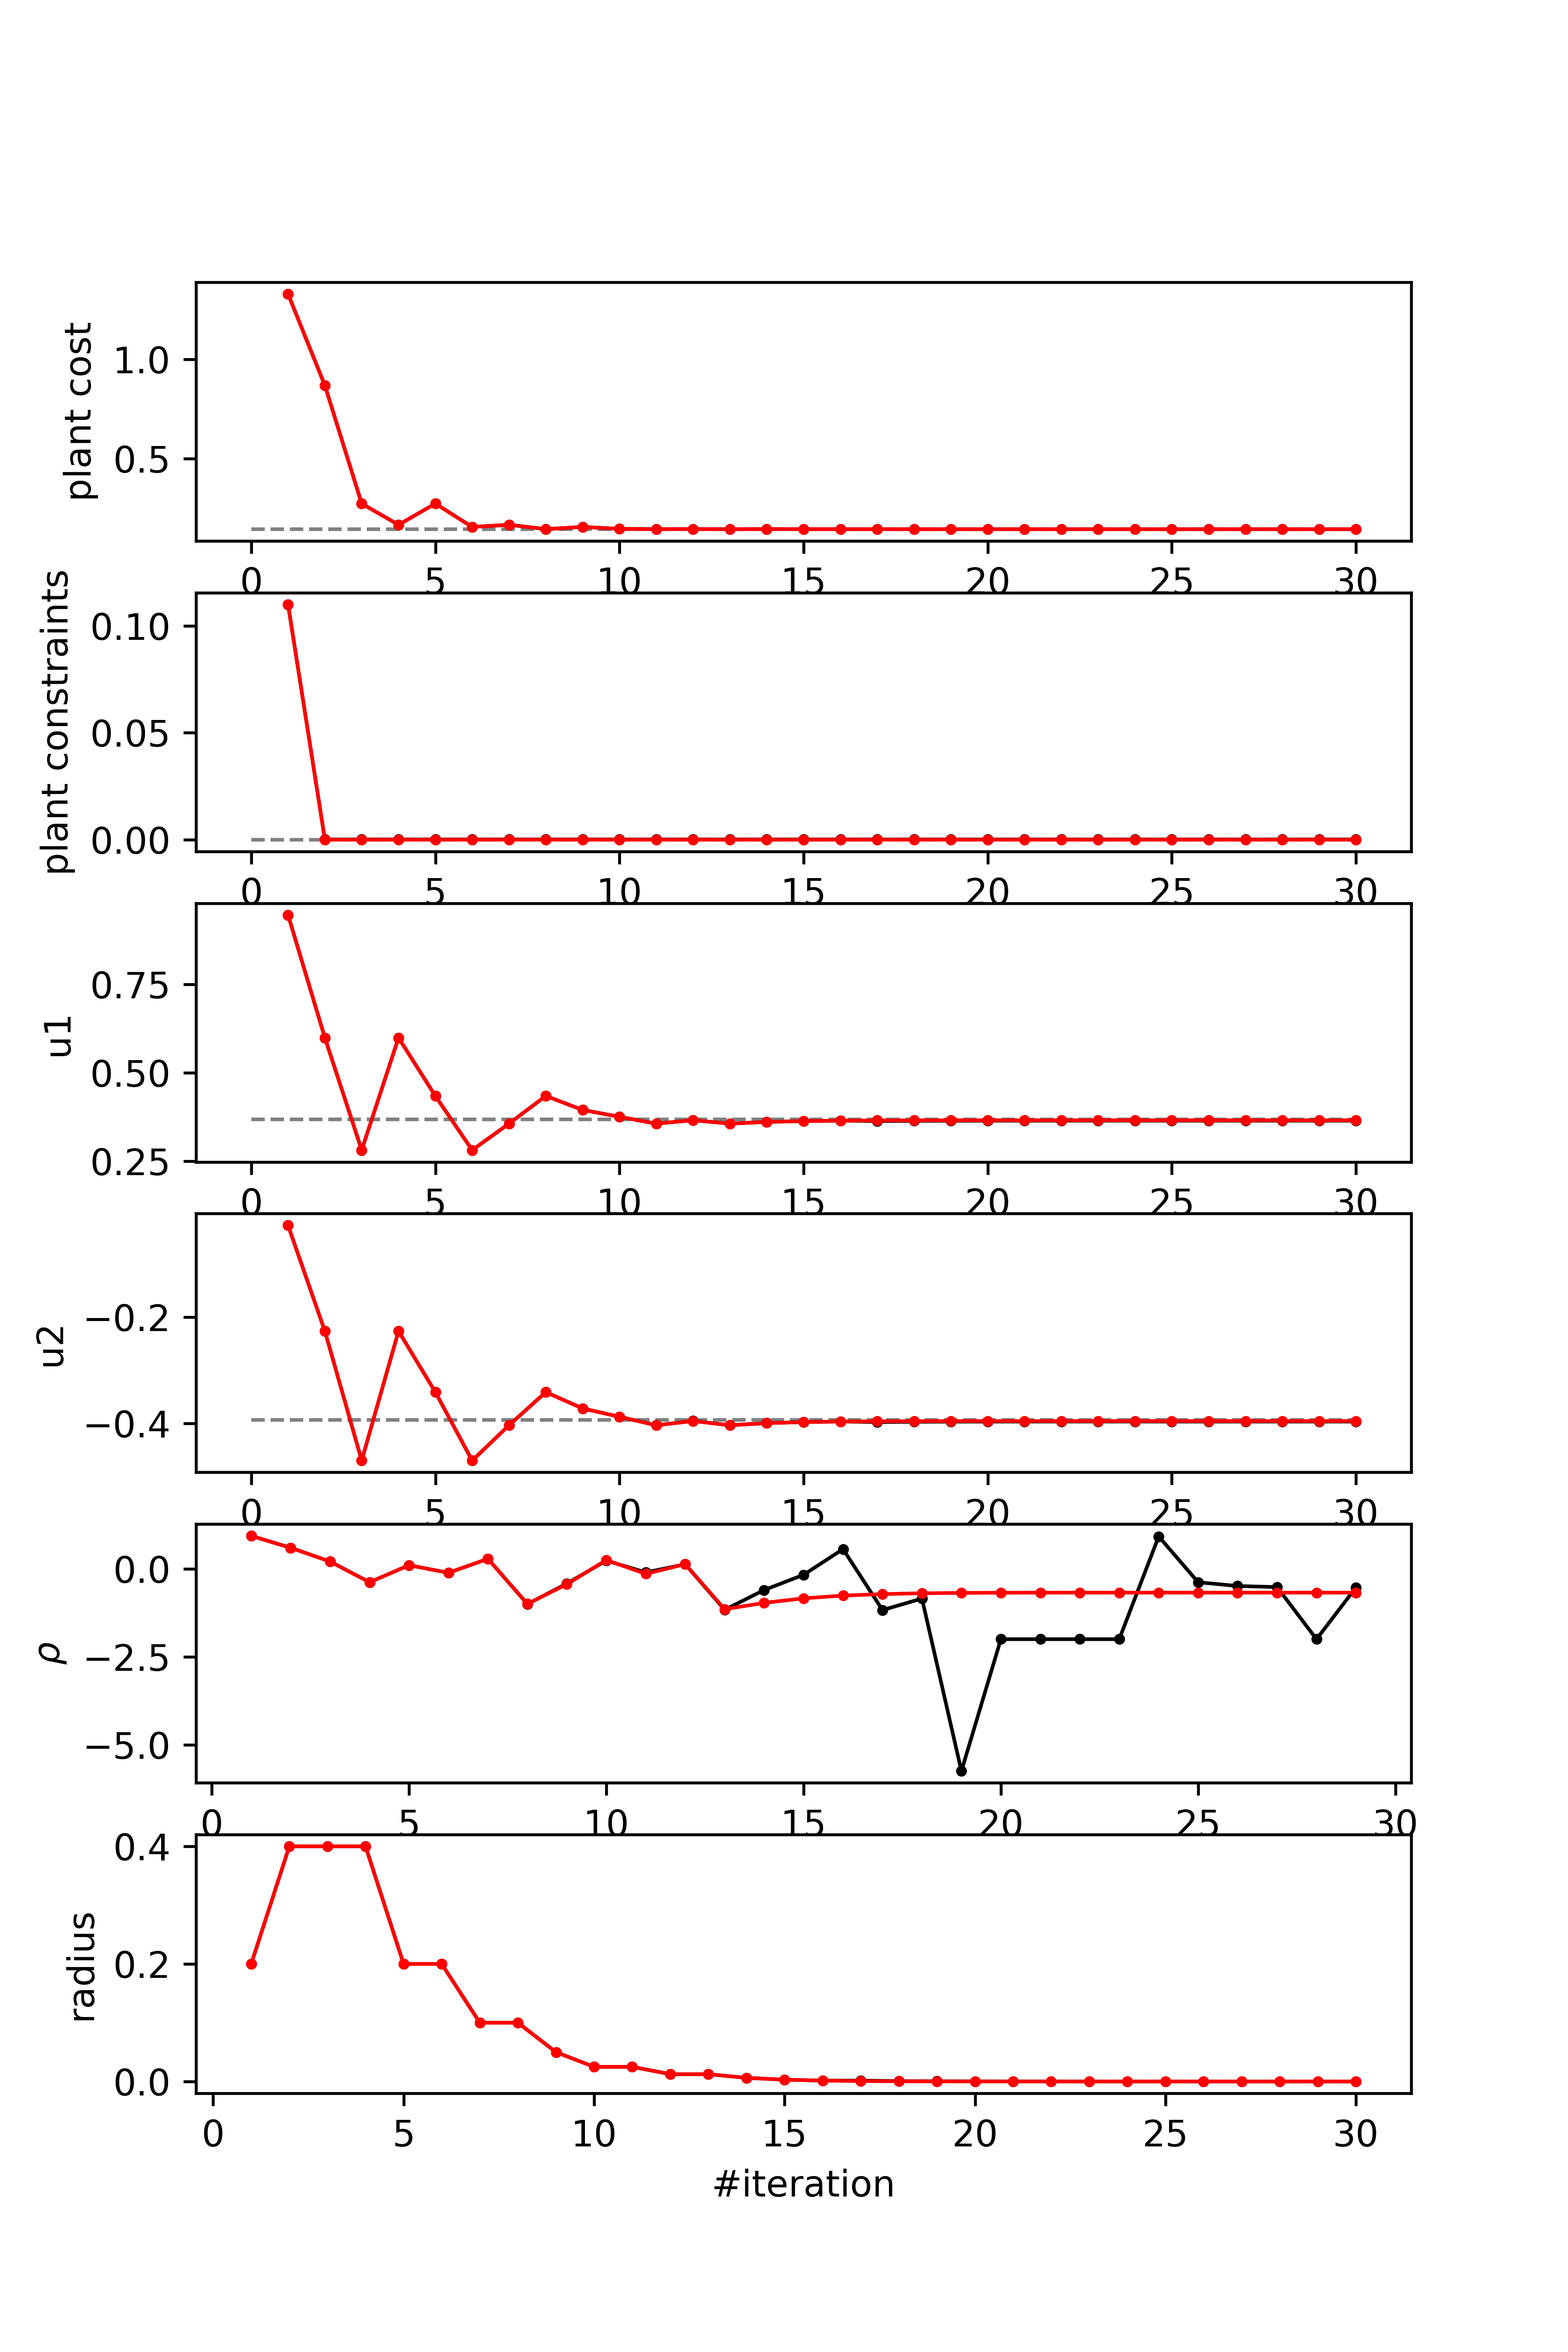 plant cost
1.0
0.5
0 5 10 15 20 25 30
plant constraints
0.10
0.05
0.00
0 5 10 15 20 25 30
u1
0.75
0.50
0.25
0 5 10 15 20 25 30
u2
−0.2
−0.4
0 5 10 15 20 25 30
ρ
0.0
−2.5
−5.0
0 5 10 15 20 25 30
radius
0.4
0.2
0.0
0 5 10 15 20 25 30
#iteration